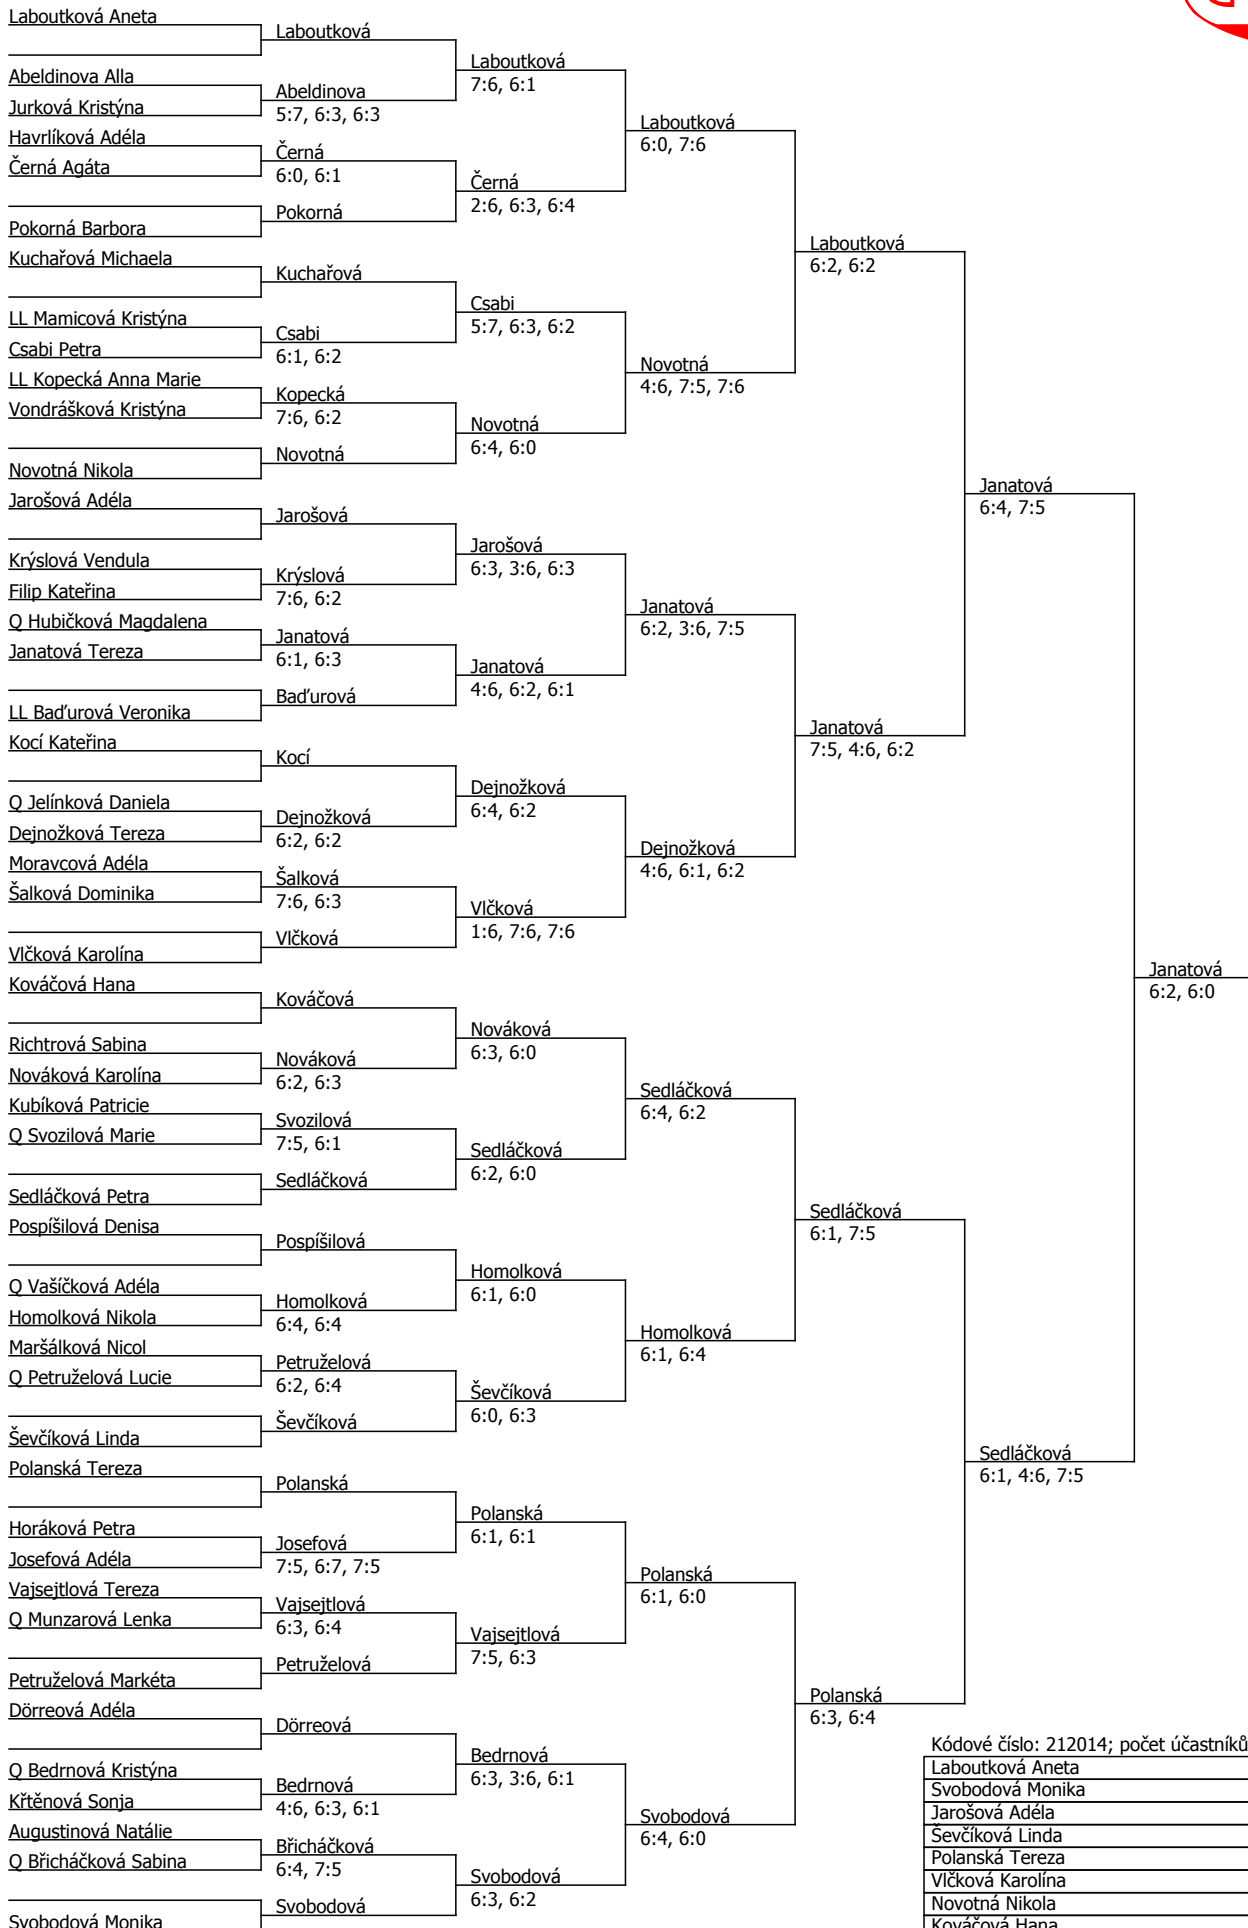 Laboutková Aneta
Abeldinova Alla
Jurková Kristýna
Havrlíková Adéla
Černá Agáta
Pokorná Barbora
Kuchařová Michaela
LL Mamicová Kristýna
Csabi Petra
LL Kopecká Anna Marie
Vondrášková Kristýna
Novotná Nikola
Jarošová Adéla
Krýslová Vendula
Filip Kateřina
Q Hubičková Magdalena
Janatová Tereza
LL Baďurová Veronika
Kocí Kateřina
Q Jelínková Daniela
Dejnožková Tereza
Moravcová Adéla
Šalková Dominika
Vlčková Karolína
Kováčová Hana
Richtrová Sabina
Nováková Karolína
Kubíková Patricie
Q Svozilová Marie
Sedláčková Petra
Pospíšilová Denisa
Q Vašíčková Adéla
Homolková Nikola
Maršálková Nicol
Q Petruželová Lucie
Ševčíková Linda
Polanská Tereza
Horáková Petra
Josefová Adéla
Vajsejtlová Tereza
Q Munzarová Lenka
Petruželová Markéta
Dörreová Adéla
Q Bedrnová Kristýna
Křtěnová Sonja
Augustinová Natálie
Q Břicháčková Sabina
Svobodová Monika
Laboutková
Abeldinova
5:7, 6:3, 6:3
Černá
6:0, 6:1
Pokorná
Kuchařová
Csabi
6:1, 6:2
Kopecká
7:6, 6:2
Novotná
Jarošová
Krýslová
7:6, 6:2
Janatová
6:1, 6:3
Baďurová
Kocí
Dejnožková
6:2, 6:2
Šalková
7:6, 6:3
Vlčková
Kováčová
Nováková
6:2, 6:3
Svozilová
7:5, 6:1
Sedláčková
Pospíšilová
Homolková
6:4, 6:4
Petruželová
6:2, 6:4
Ševčíková
Polanská
Josefová
7:5, 6:7, 7:5
Vajsejtlová
6:3, 6:4
Petruželová
Dörreová
Bedrnová
4:6, 6:3, 6:1
Břicháčková
6:4, 7:5
Svobodová
Laboutková
7:6, 6:1
Černá
2:6, 6:3, 6:4
Csabi
5:7, 6:3, 6:2
Novotná
6:4, 6:0
Jarošová
6:3, 3:6, 6:3
Janatová
4:6, 6:2, 6:1
Dejnožková
6:4, 6:2
Vlčková
1:6, 7:6, 7:6
Nováková
6:3, 6:0
Sedláčková
6:2, 6:0
Homolková
6:1, 6:0
Ševčíková
6:0, 6:3
Polanská
6:1, 6:1
Vajsejtlová
7:5, 6:3
Bedrnová
6:3, 3:6, 6:1
Svobodová
6:3, 6:2
Laboutková
6:0, 7:6
Novotná
4:6, 7:5, 7:6
Janatová
6:2, 3:6, 7:5
Dejnožková
4:6, 6:1, 6:2
Sedláčková
6:4, 6:2
Homolková
6:1, 6:4
Polanská
6:1, 6:0
Svobodová
6:4, 6:0
Laboutková
6:2, 6:2
Janatová
7:5, 4:6, 6:2
Sedláčková
6:1, 7:5
Polanská
6:3, 6:4
Janatová
6:4, 7:5
Sedláčková
6:1, 4:6, 7:5
Janatová
6:2, 6:0
Kódové číslo: 212014; počet účastníků
Laboutková Aneta
Svobodová Monika
Jarošová Adéla
Ševčíková Linda
Polanská Tereza
Vlčková Karolína
Novotná Nikola
Kováčová Hana